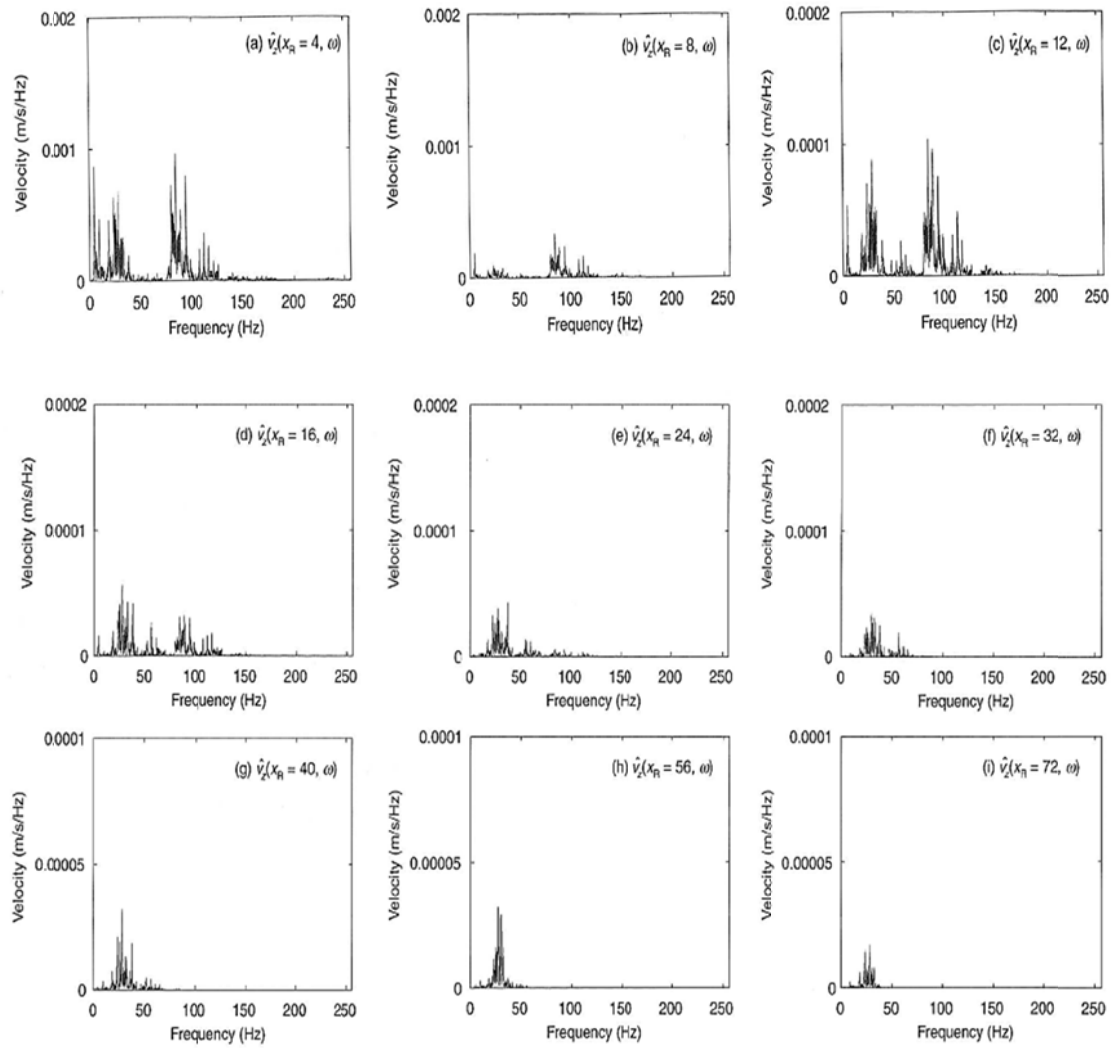 0.002
(a) v̂z(xR = 4, ω)
Velocity (m/s/Hz)
0.001
0
0 50 100 150 200 250
Frequency (Hz)
0.002
(b) v̂z(xR = 8, ω)
Velocity (m/s/Hz)
0.001
0
0 50 100 150 200 250
Frequency (Hz)
0.0002
(c) v̂z(xR = 12, ω)
Velocity (m/s/Hz)
0.0001
0
0 50 100 150 200 250
Frequency (Hz)
0.0002
(d) v̂z(xR = 16, ω)
Velocity (m/s/Hz)
0.0001
0
0 50 100 150 200 250
Frequency (Hz)
0.0002
(e) v̂z(xR = 24, ω)
Velocity (m/s/Hz)
0.0001
0
0 50 100 150 200 250
Frequency (Hz)
0.0002
(f) v̂z(xR = 32, ω)
Velocity (m/s/Hz)
0.0001
0
0 50 100 150 200 250
Frequency (Hz)
0.0001
(g) v̂z(xR = 40, ω)
Velocity (m/s/Hz)
0.00005
0
0 50 100 150 200 250
Frequency (Hz)
0.0001
(h) v̂z(xR = 56, ω)
Velocity (m/s/Hz)
0.00005
0
0 50 100 150 200 250
Frequency (Hz)
0.0001
(i) v̂z(xR = 72, ω)
Velocity (m/s/Hz)
0.00005
0
0 50 100 150 200 250
Frequency (Hz)